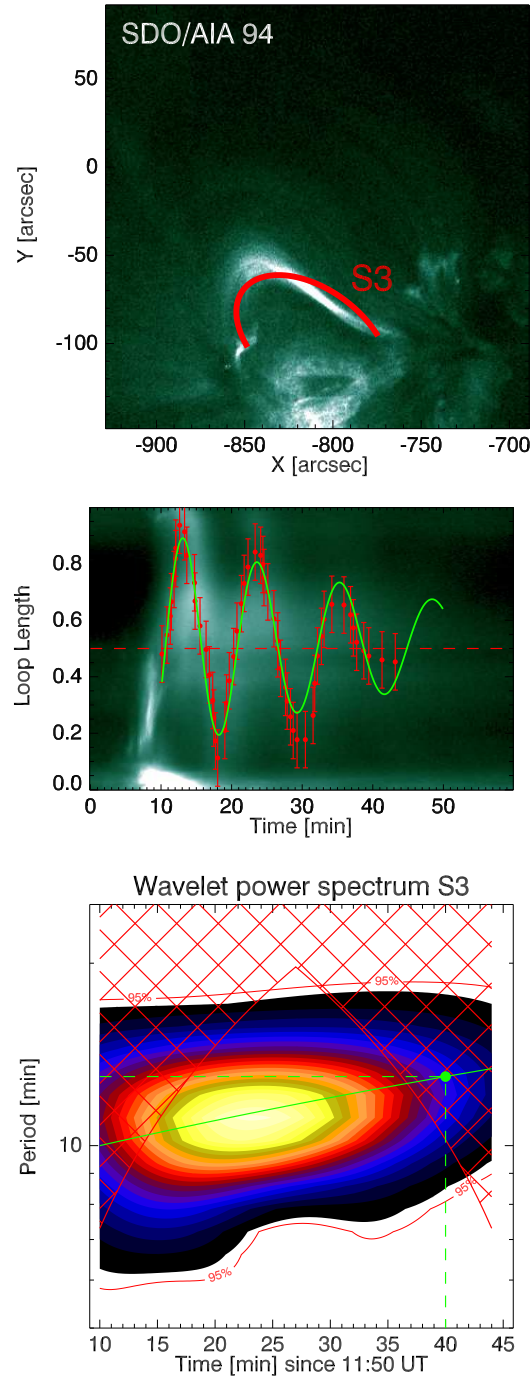 SDO/AIA 94
50
0
-50
-100
Y [arcsec]
S3
-900 -850 -800 -750 -700
X [arcsec]
0.8
0.6
0.4
0.2
0.0
Loop Length
0 10 20 30 40 50
Time [min]
Wavelet power spectrum S3
95% 95%
10
Period [min]
95%
95%
10 15 20 25 30 35 40 45
Time [min] since 11:50 UT